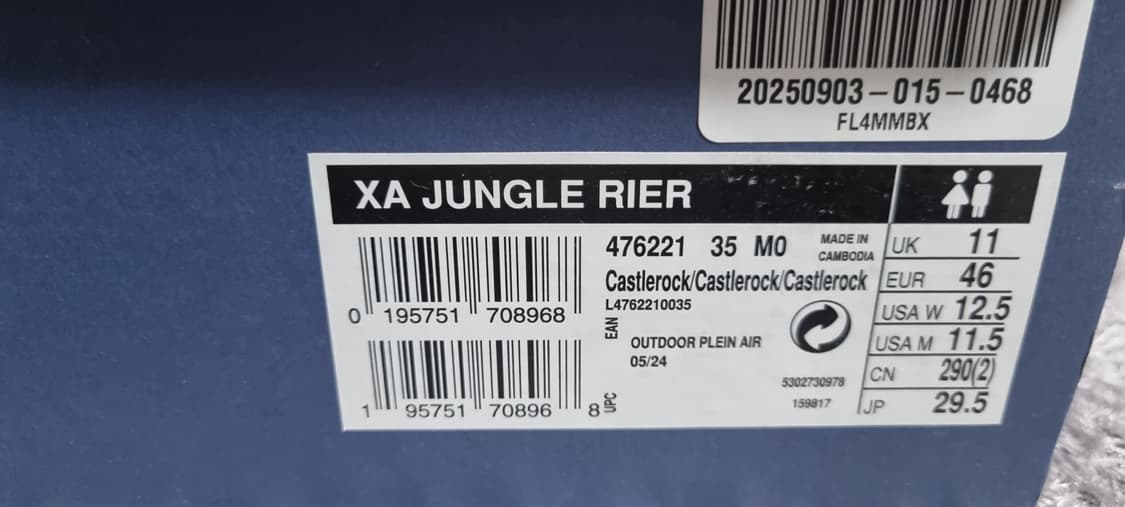 20250903-015-0468
FL4MMBX
XA JUNGLE RIER
476221 35 M0
MADE IN
CAMBODIA
Castlerock/Castlerock/Castlerock
L4762210035
EAN
0 195751 708968
OUTDOOR PLEIN AIR
05/24
5302730978
159817
UPC
1 95751 70896 8
UK 11
EUR 46
USA W 12.5
USA M 11.5
CN 290(2)
JP 29.5